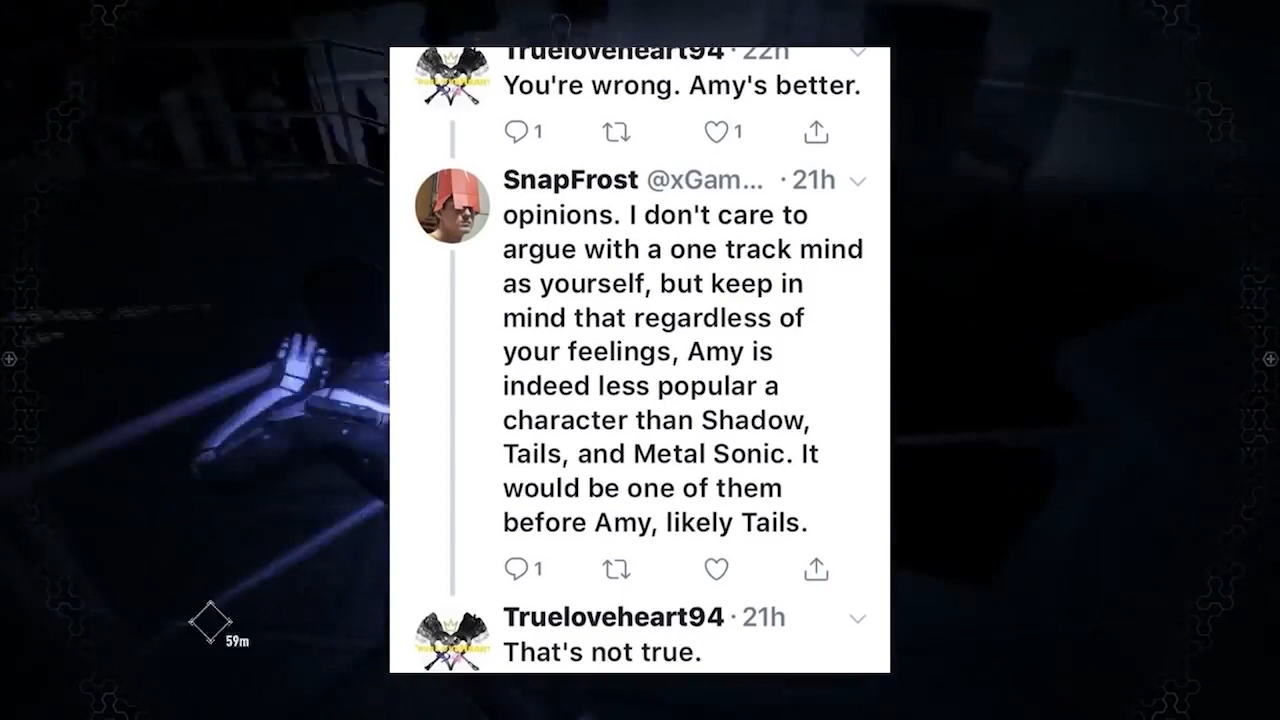 Trueloveheart94 · 22h
You're wrong. Amy's better.
1 1
SnapFrost @xGam... · 21h
opinions. I don't care to
argue with a one track mind
as yourself, but keep in
mind that regardless of
your feelings, Amy is
indeed less popular a
character than Shadow,
Tails, and Metal Sonic. It
would be one of them
before Amy, likely Tails.
1
Trueloveheart94 · 21h
That's not true.
59m